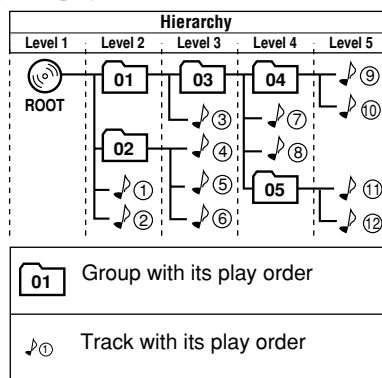 Hierarchy
Level 1 Level 2 Level 3 Level 4 Level 5
01 03 04 ⑨
ROOT ⑩
③ ⑦
02 ④ ⑧
① ⑤ 05 ⑪
② ⑥ ⑫
01 Group with its play order
① Track with its play order